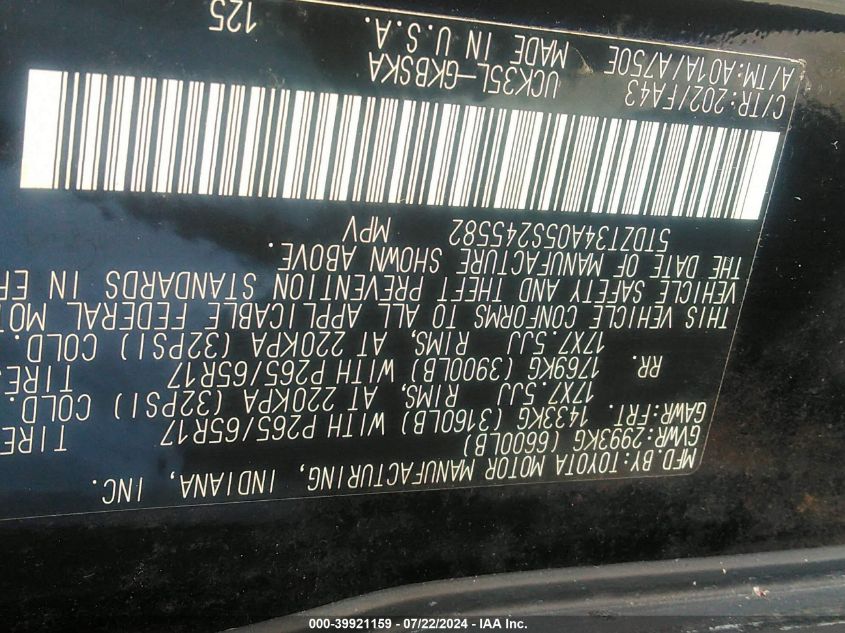 MFD.BY:TOYOTA MOTOR MANUFACTURING, INDIANA, INC.
GVWR:2993KG (6600LB)
GAWR:FRT. 1433KG (3160LB) WITH P265/65R17 TIRE
17X7.5JJ RIMS, AT 220KPA (32PSI) COLD.
RR. 1769KG (3900LB) WITH P265/65R17 TIRE
17X7.5JJ RIMS, AT 220KPA (32PSI) COLD.
THIS VEHICLE CONFORMS TO ALL APPLICABLE FEDERAL MOT
VEHICLE SAFETY AND THEFT PREVENTION STANDARDS IN EF
THE DATE OF MANUFACTURE SHOWN ABOVE.
5TDZT34A05S245582 MPV
C/TR:202/FA43 UCK35L-GKBSKA
A/TM:A01A/A750E MADE IN U.S.A. 125
000-39921159 / 07/22/2024 - IAA Inc.